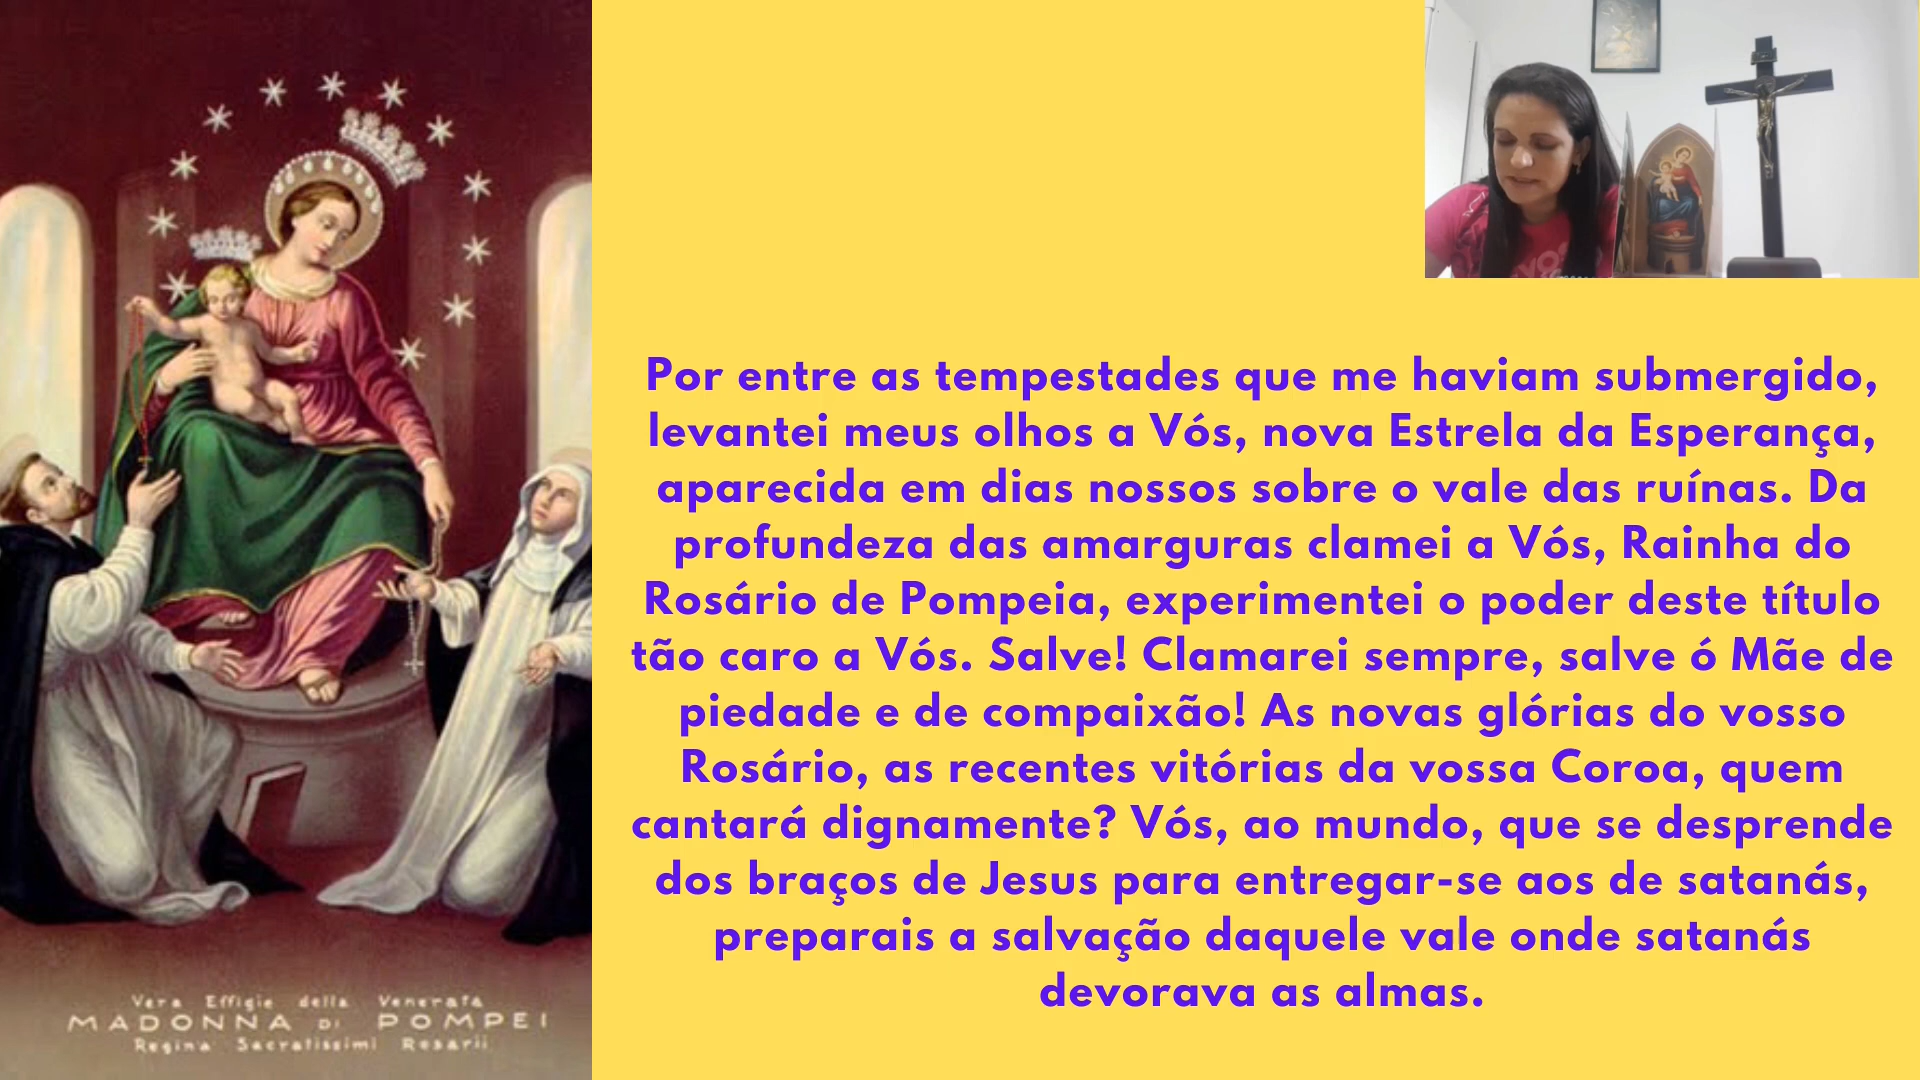 Por entre as tempestades que me haviam submergido,
levantei meus olhos a Vós, nova Estrela da Esperança,
aparecida em dias nossos sobre o vale das ruínas. Da
profundeza das amarguras clamei a Vós, Rainha do
Rosário de Pompeia, experimentei o poder deste título
tão caro a Vós. Salve! Clamarei sempre, salve ó Mãe de
piedade e de compaixão! As novas glórias do vosso
Rosário, as recentes vitórias da vossa Coroa, quem
cantará dignamente? Vós, ao mundo, que se desprende
dos braços de Jesus para entregar-se aos de satanás,
preparais a salvação daquele vale onde satanás
devorava as almas.
Vera Effigie della Venerata
MADONNA DI POMPEI
Regina Sacratissimi Rosarii